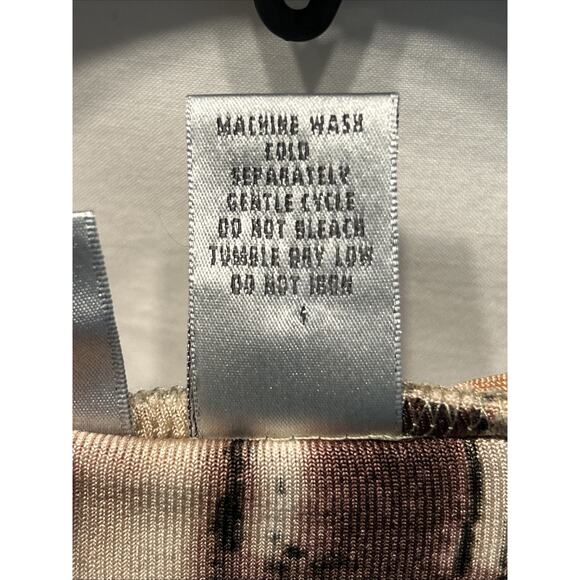 MACHINE WASH
COLD
SEPARATELY
GENTLE CYCLE
DO NOT BLEACH
TUMBLE DRY LOW
DO NOT IRON